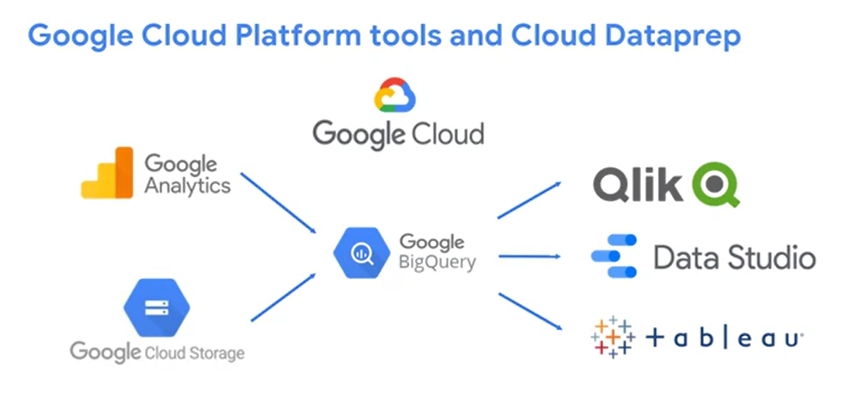 Google Cloud Platform tools and Cloud Dataprep
Google Cloud
Google
Analytics
Google
BigQuery
Google Cloud Storage
Qlik
Data Studio
+ableau